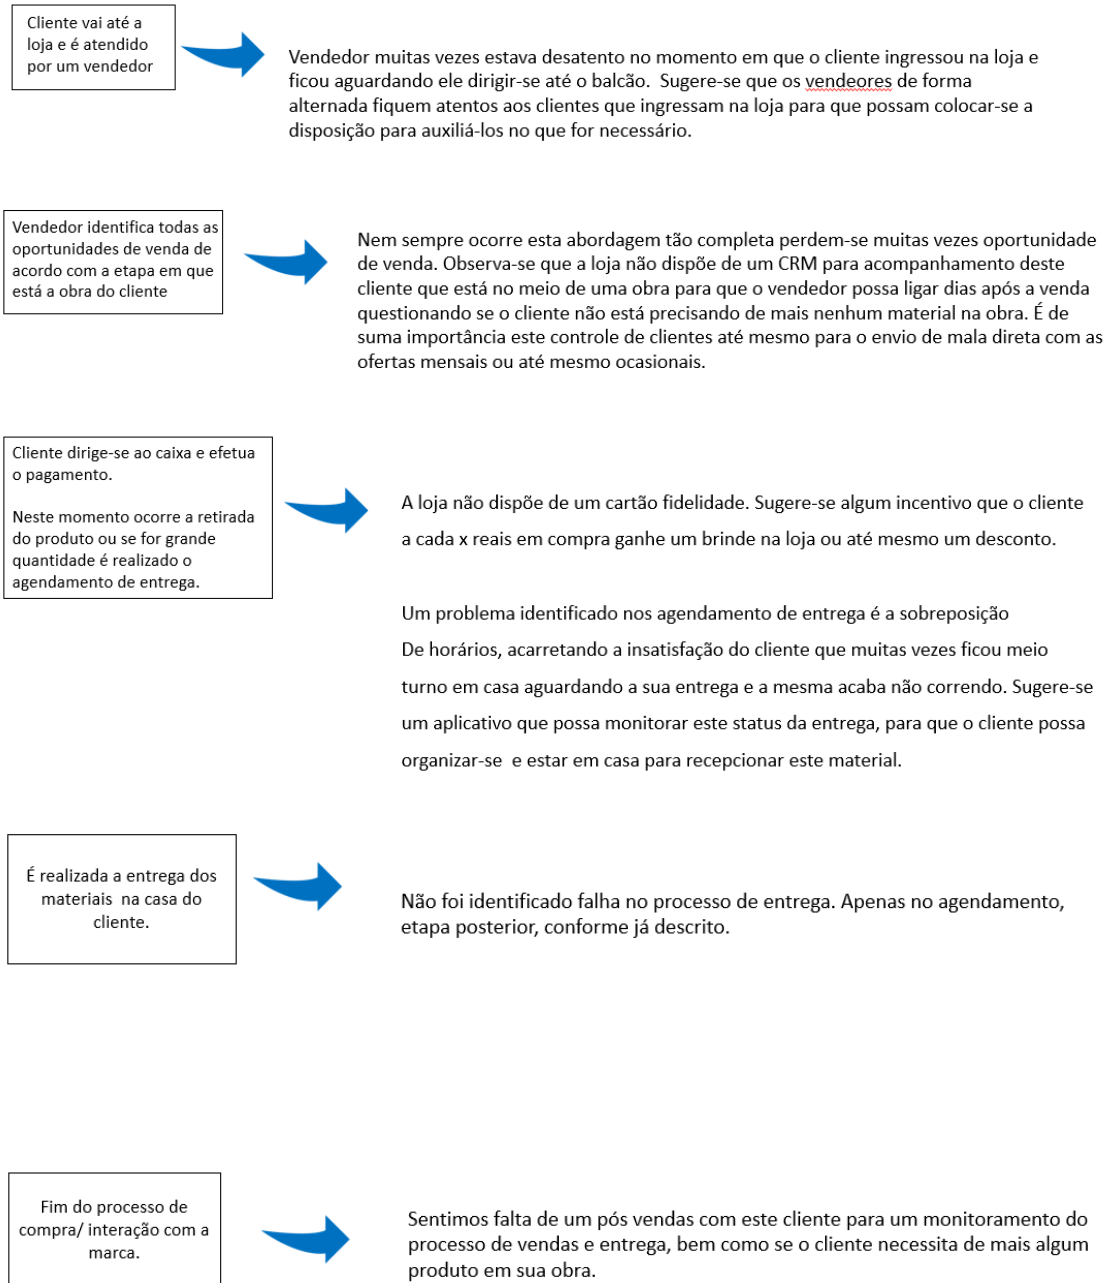 Cliente vai até a
loja e é atendido
por um vendedor
Vendedor muitas vezes estava desatento no momento em que o cliente ingressou na loja e
ficou aguardando ele dirigir-se até o balcão.  Sugere-se que os vendeores de forma
alternada fiquem atentos aos clientes que ingressam na loja para que possam colocar-se a
disposição para auxiliá-los no que for necessário.
Vendedor identifica todas as
oportunidades de venda de
acordo com a etapa em que
está a obra do cliente
Nem sempre ocorre esta abordagem tão completa perdem-se muitas vezes oportunidade
de venda. Observa-se que a loja não dispõe de um CRM para acompanhamento deste
cliente que está no meio de uma obra para que o vendedor possa ligar dias após a venda
questionando se o cliente não está precisando de mais nenhum material na obra. É de
suma importância este controle de clientes até mesmo para o envio de mala direta com as
ofertas mensais ou até mesmo ocasionais.
Cliente dirige-se ao caixa e efetua
o pagamento.
Neste momento ocorre a retirada
do produto ou se for grande
quantidade é realizado o
agendamento de entrega.
A loja não dispõe de um cartão fidelidade. Sugere-se algum incentivo que o cliente
a cada x reais em compra ganhe um brinde na loja ou até mesmo um desconto.
Um problema identificado nos agendamento de entrega é a sobreposição
De horários, acarretando a insatisfação do cliente que muitas vezes ficou meio
turno em casa aguardando a sua entrega e a mesma acaba não correndo. Sugere-se
um aplicativo que possa monitorar este status da entrega, para que o cliente possa
organizar-se  e estar em casa para recepcionar este material.
É realizada a entrega dos
materiais  na casa do
cliente.
Não foi identificado falha no processo de entrega. Apenas no agendamento,
etapa posterior, conforme já descrito.
Fim do processo de
compra/ interação com a
marca.
Sentimos falta de um pós vendas com este cliente para um monitoramento do
processo de vendas e entrega, bem como se o cliente necessita de mais algum
produto em sua obra.